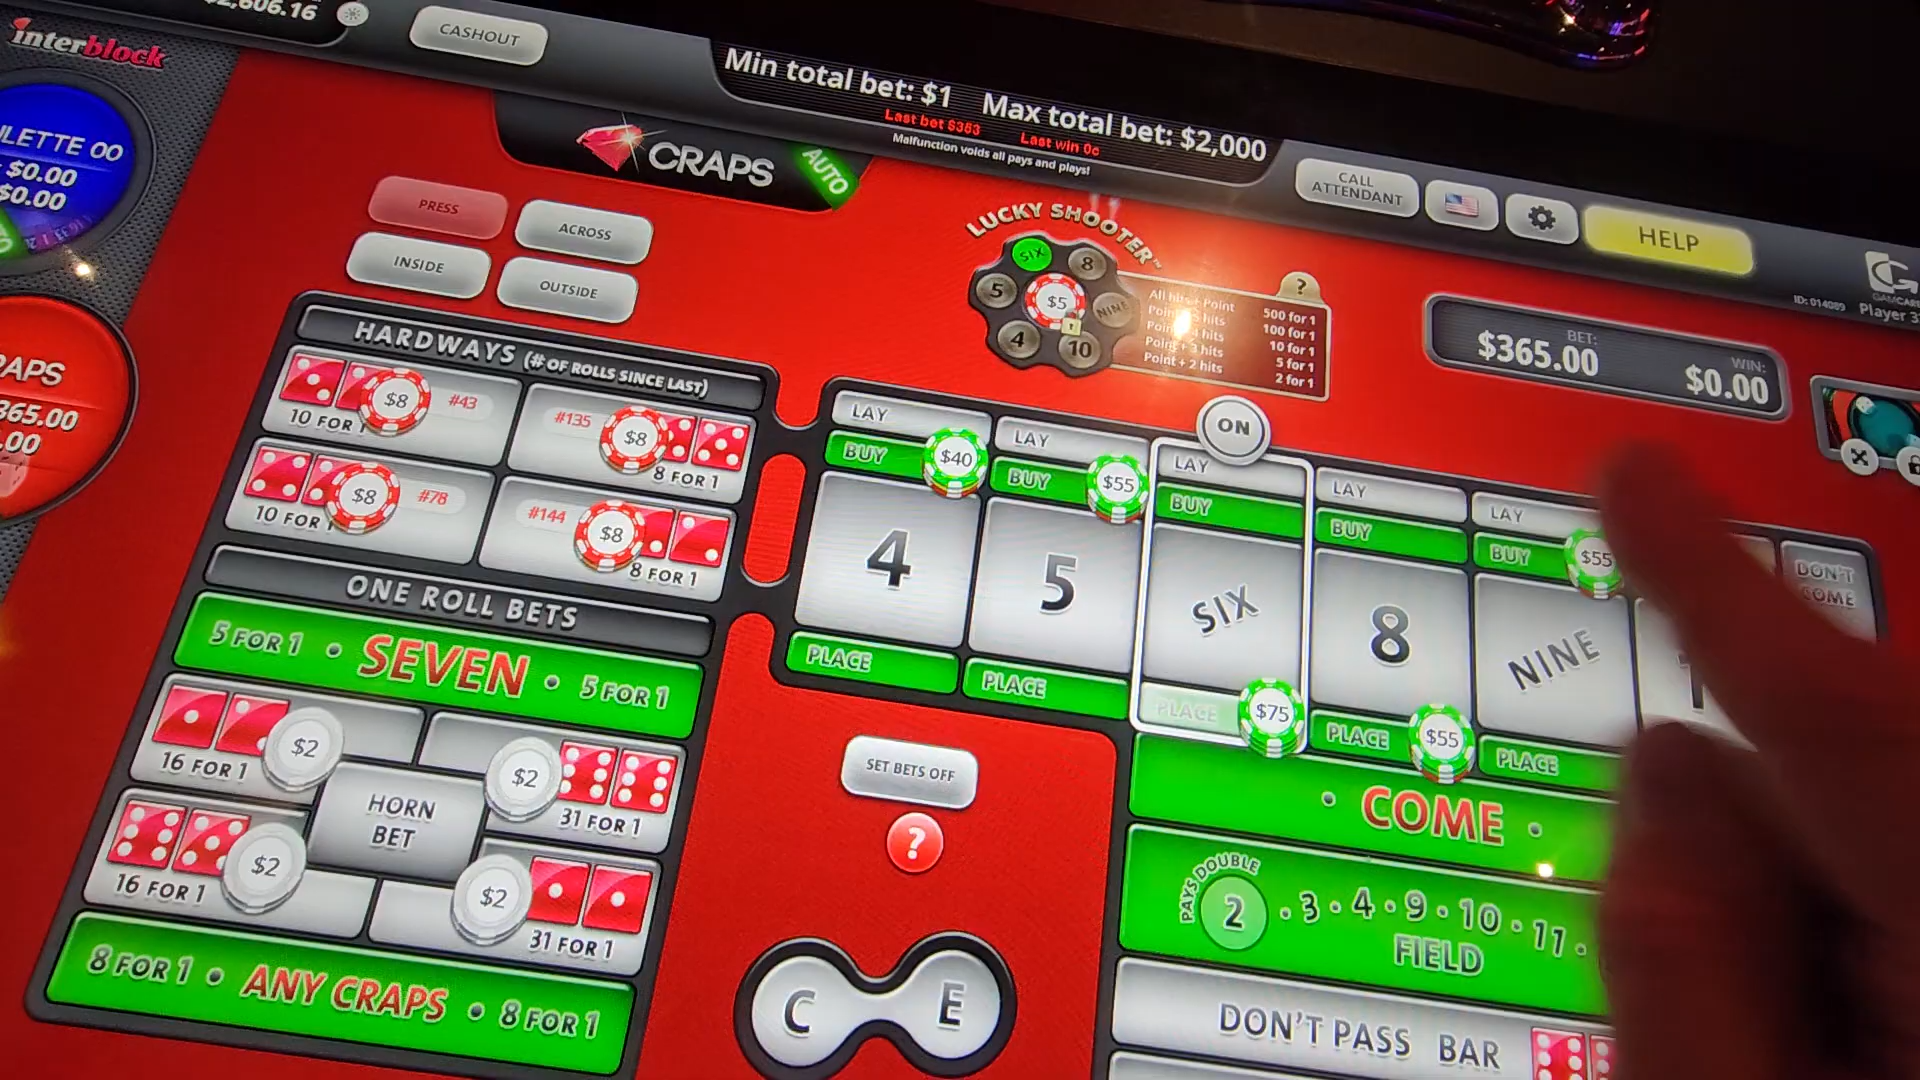 interblock
CASHOUT
Min total bet: $1 Max total bet: $2,000
Last bet $353 Last win 0c
Malfunction voids all pays and plays!
CRAPS
AUTO
CALL
ATTENDANT
HELP
ID: 014089
$0.00
$0.00
PRESS
ACROSS
INSIDE
OUTSIDE
LUCKY SHOOTER™
SIX
8
5
$5
NINE
4
10
?
500 for 1
100 for 1
10 for 1
Point + 3 hits 5 for 1
Point + 2 hits 2 for 1
BET:
$365.00
WIN:
$0.00
HARDWAYS (# OF ROLLS SINCE LAST)
$8 #43
10 FOR 1
#135 $8
8 FOR 1
$8 #78
10 FOR 1
#144 $8
8 FOR 1
ONE ROLL BETS
5 FOR 1 • SEVEN • 5 FOR 1
$2
16 FOR 1
$2
31 FOR 1
HORN
BET
$2
16 FOR 1
$2
31 FOR 1
8 FOR 1 • ANY CRAPS • 8 FOR 1
ON
LAY
BUY $40
4
PLACE
LAY
BUY $55
5
PLACE
LAY
BUY
SIX
PLACE $75
LAY
BUY
8
PLACE $55
LAY
BUY $55
NINE
PLACE
DON'T
COME
SET BETS OFF
?
• COME •
PAYS DOUBLE
2 • 3 • 4 • 9 • 10 • 11 •
FIELD
C E
DON'T PASS BAR